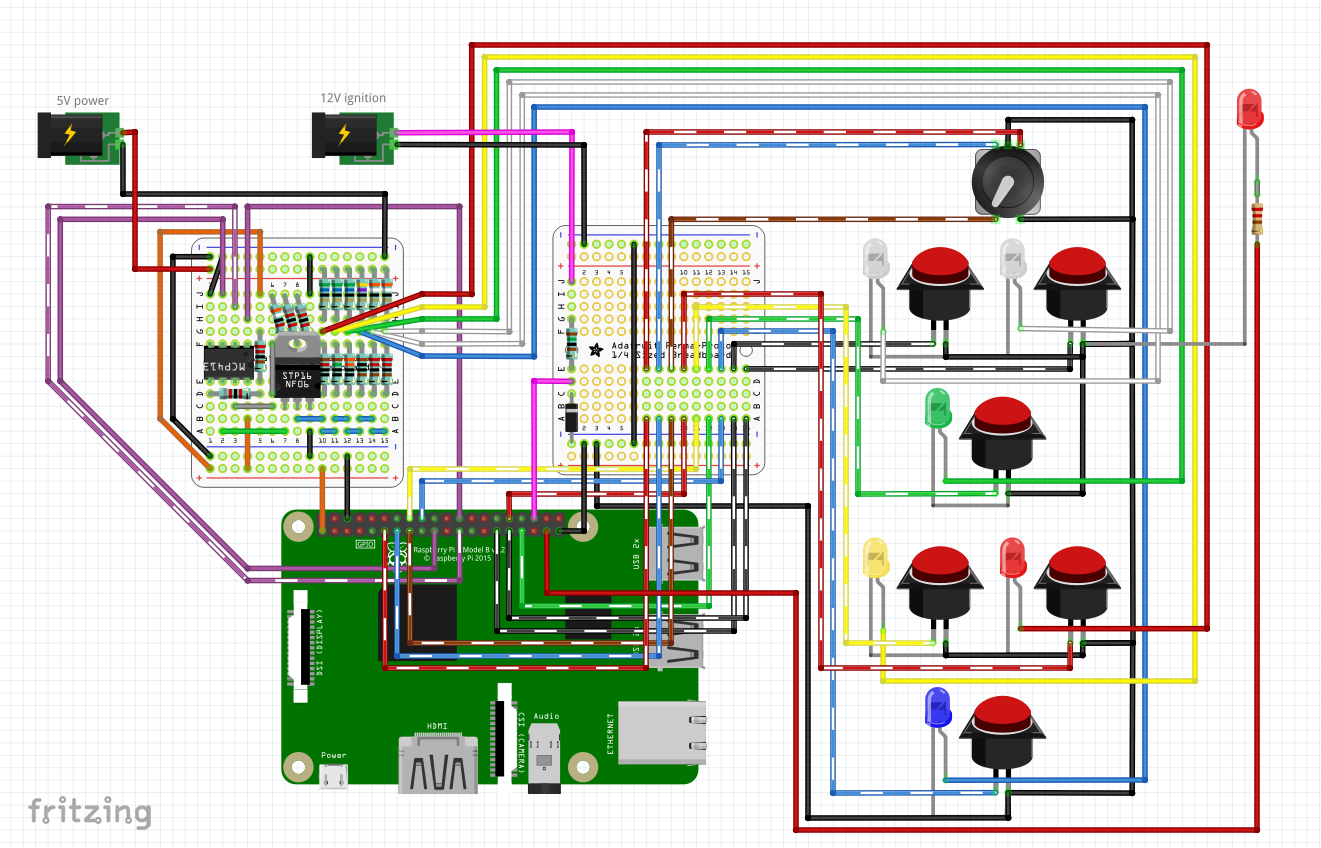 5V power
12V ignition
MCP413
STP16
NF06
Adafruit Perma-Proto
1/4 Sized Breadboard
GPIO
Raspberry Pi
Model B v1.2
© Raspberry Pi 2015
USB 2x
DSI (DISPLAY)
HDMI
CSI (CAMERA)
Audio
ETHERNET
Power
fritzing